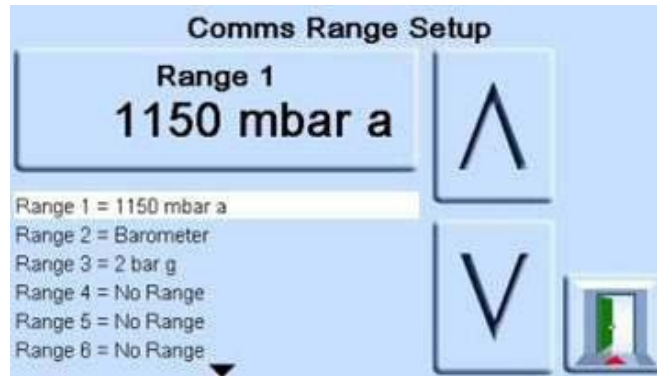 Comms Range Setup
Range 1
1150 mbar a
Range 1 = 1150 mbar a
Range 2 = Barometer
Range 3 = 2 bar g
Range 4 = No Range
Range 5 = No Range
Range 6 = No Range